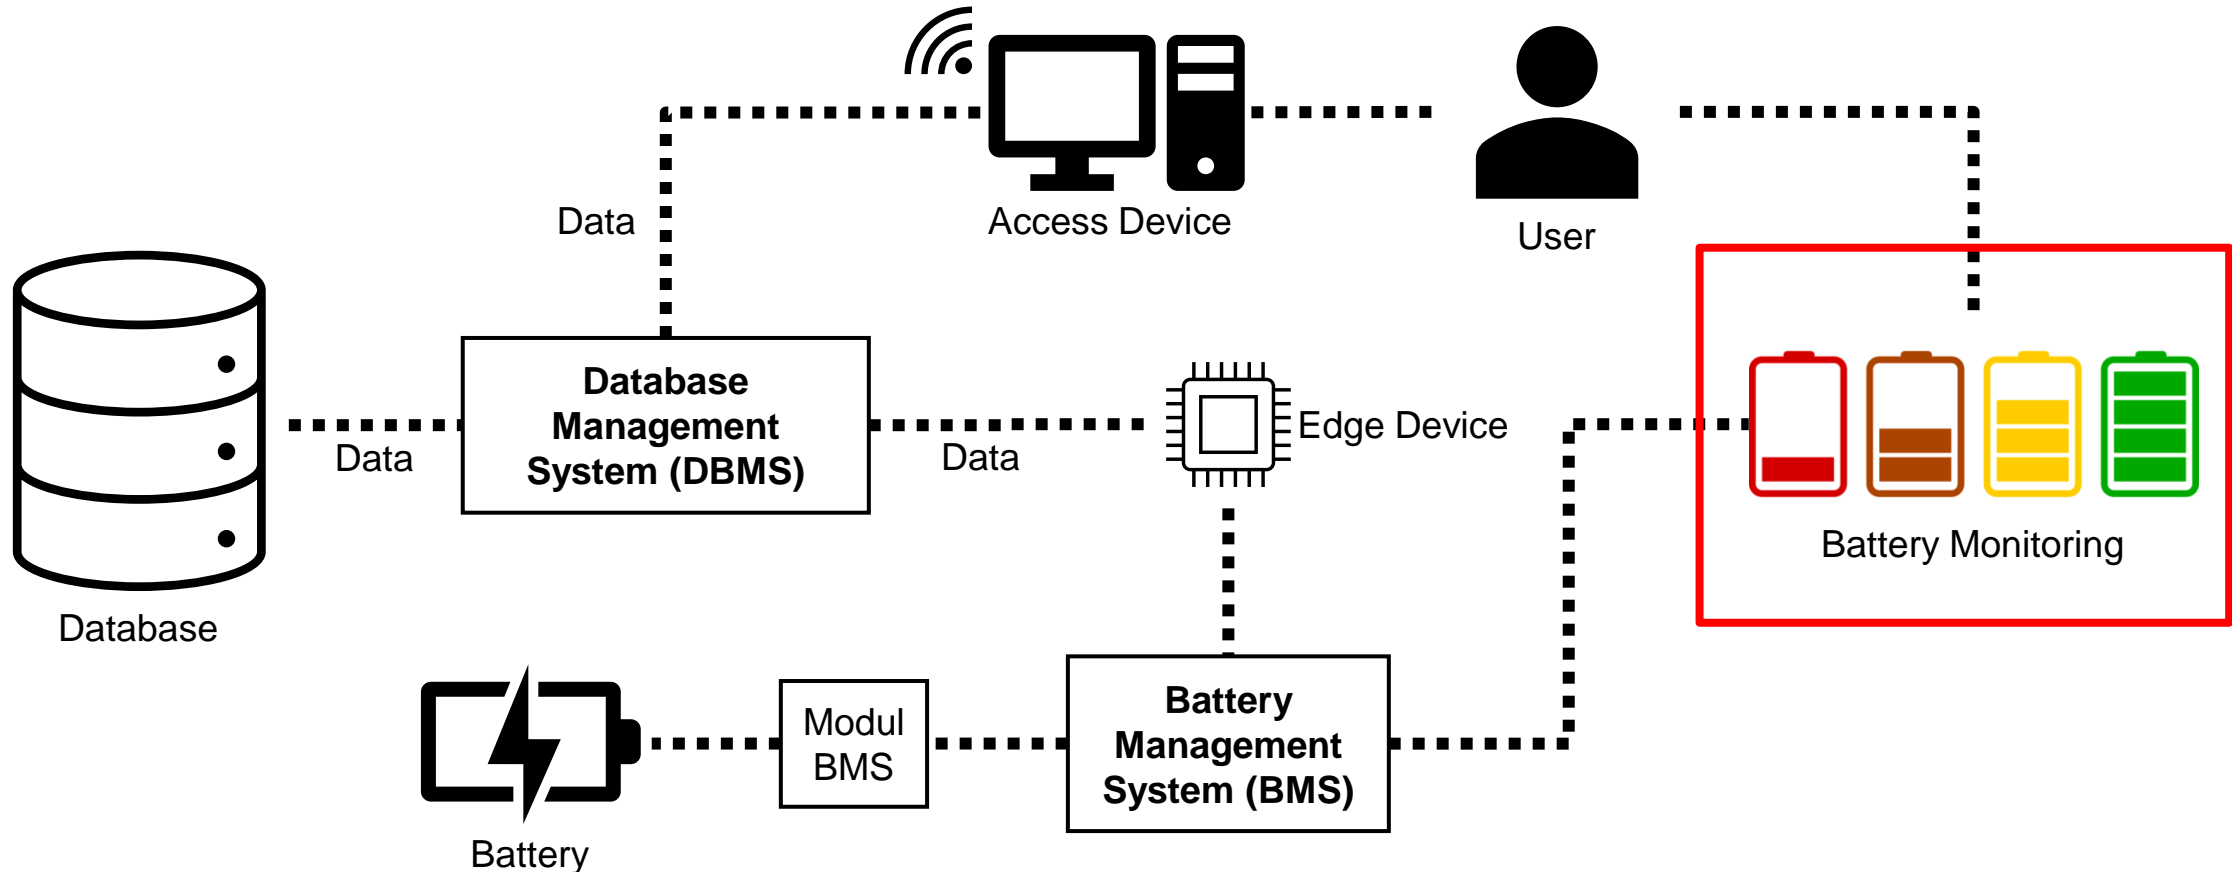 Data
Access Device
User
Database
Management
System (DBMS)
Data
Data
Edge Device
Battery Monitoring
Database
Modul
BMS
Battery
Management
System (BMS)
Battery